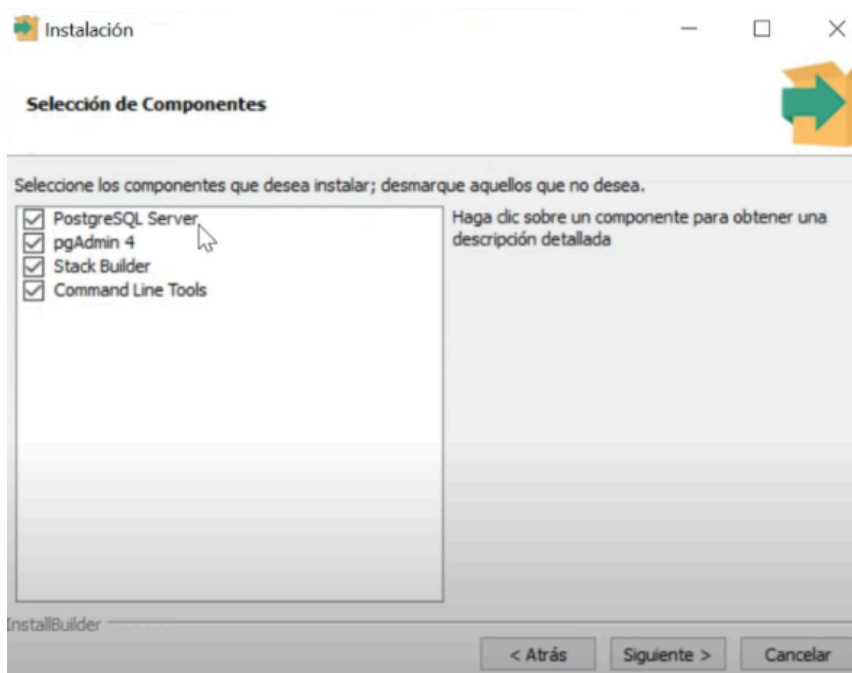 Instalación
Selección de Componentes
Seleccione los componentes que desea instalar; desmarque aquellos que no desea.
PostgreSQL Server
pgAdmin 4
Stack Builder
Command Line Tools
Haga clic sobre un componente para obtener una
descripción detallada
InstallBuilder
< Atrás
Siguiente >
Cancelar